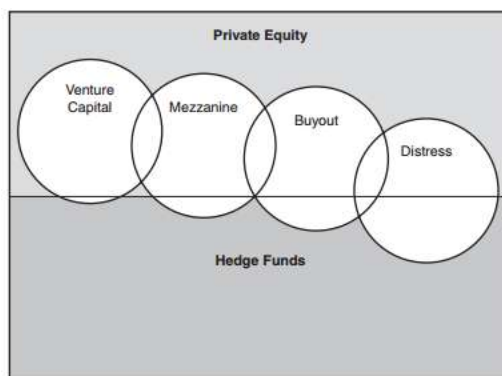 Private Equity
Venture
Capital
Mezzanine
Buyout
Distress
Hedge Funds